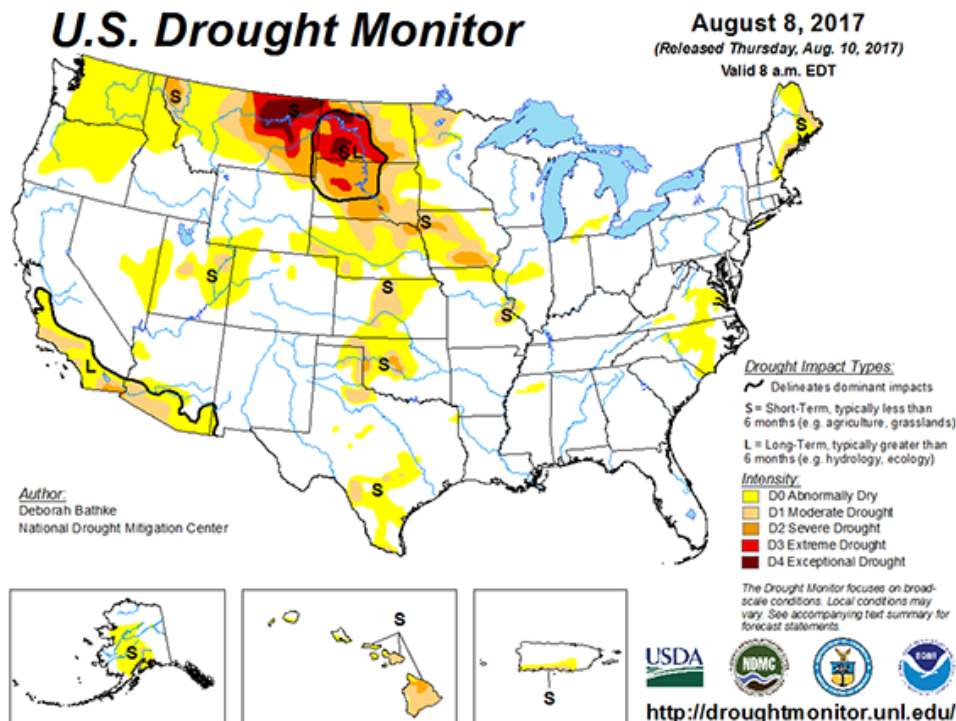 U.S. Drought Monitor
August 8, 2017
(Released Thursday, Aug. 10, 2017)
Valid 8 a.m. EDT
S
S
S
SL
S
S
S
S
L
S
S
Drought Impact Types:
Delineates dominant impacts
S = Short-Term, typically less than
6 months (e.g. agriculture, grasslands)
L = Long-Term, typically greater than
6 months (e.g. hydrology, ecology)
Intensity:
D0 Abnormally Dry
D1 Moderate Drought
D2 Severe Drought
D3 Extreme Drought
D4 Exceptional Drought
Author:
Deborah Bathke
National Drought Mitigation Center
The Drought Monitor focuses on broad-
scale conditions. Local conditions may
vary. See accompanying text summary for
forecast statements.
S
S
S
USDA
NDMC
http://droughtmonitor.unl.edu/